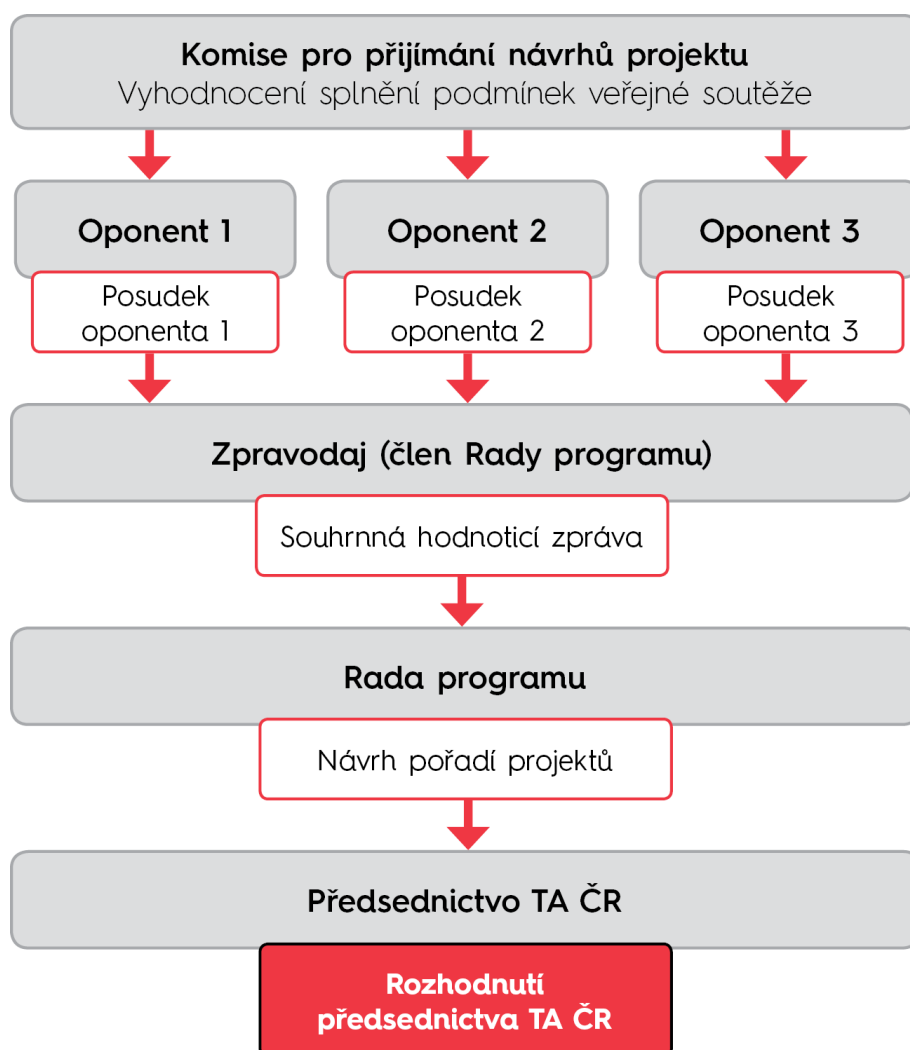 Komise pro přijímání návrhů projektu
Vyhodnocení splnění podmínek veřejné soutěže
Oponent 1
Posudek
oponenta 1
Oponent 2
Posudek
oponenta 2
Oponent 3
Posudek
oponenta 3
Zpravodaj (člen Rady programu)
Souhrnná hodnoticí zpráva
Rada programu
Návrh pořadí projektů
Předsednictvo TA ČR
Rozhodnutí
předsednictva TA ČR